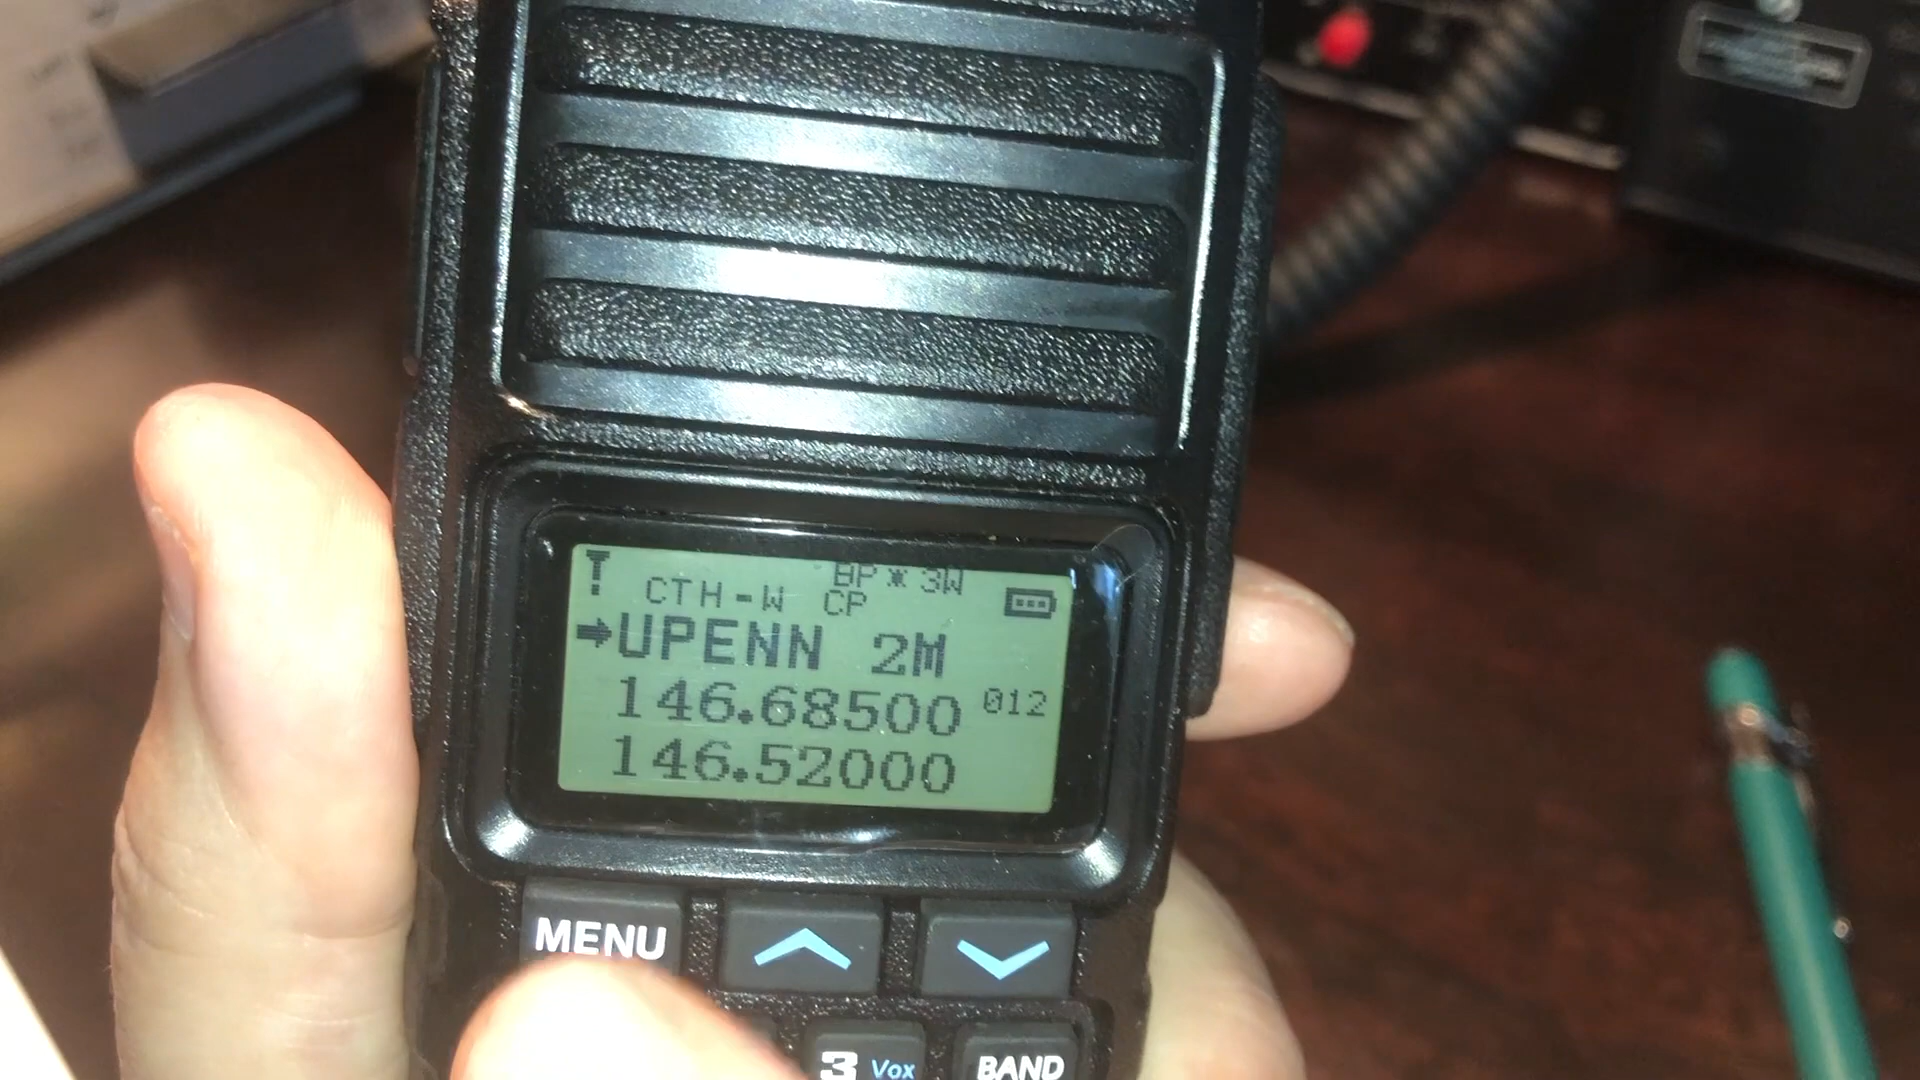 BP * 3W
CTH-W CP
➡UPENN 2M
146.68500 012
146.52000
MENU
3 Vox BAND